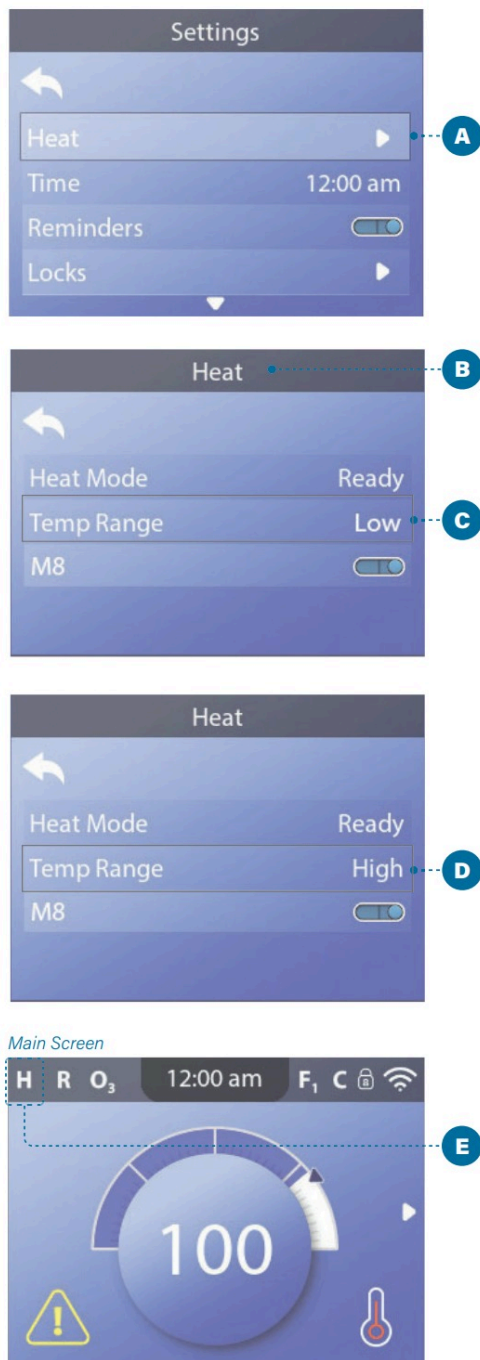 Settings
Heat
A
Time 12:00 am
Reminders
Locks
Heat
B
Heat Mode Ready
Temp Range Low
C
M8
Heat
Heat Mode Ready
Temp Range High
D
M8
Main Screen
H R O₃ 12:00 am F₁ C
E
100